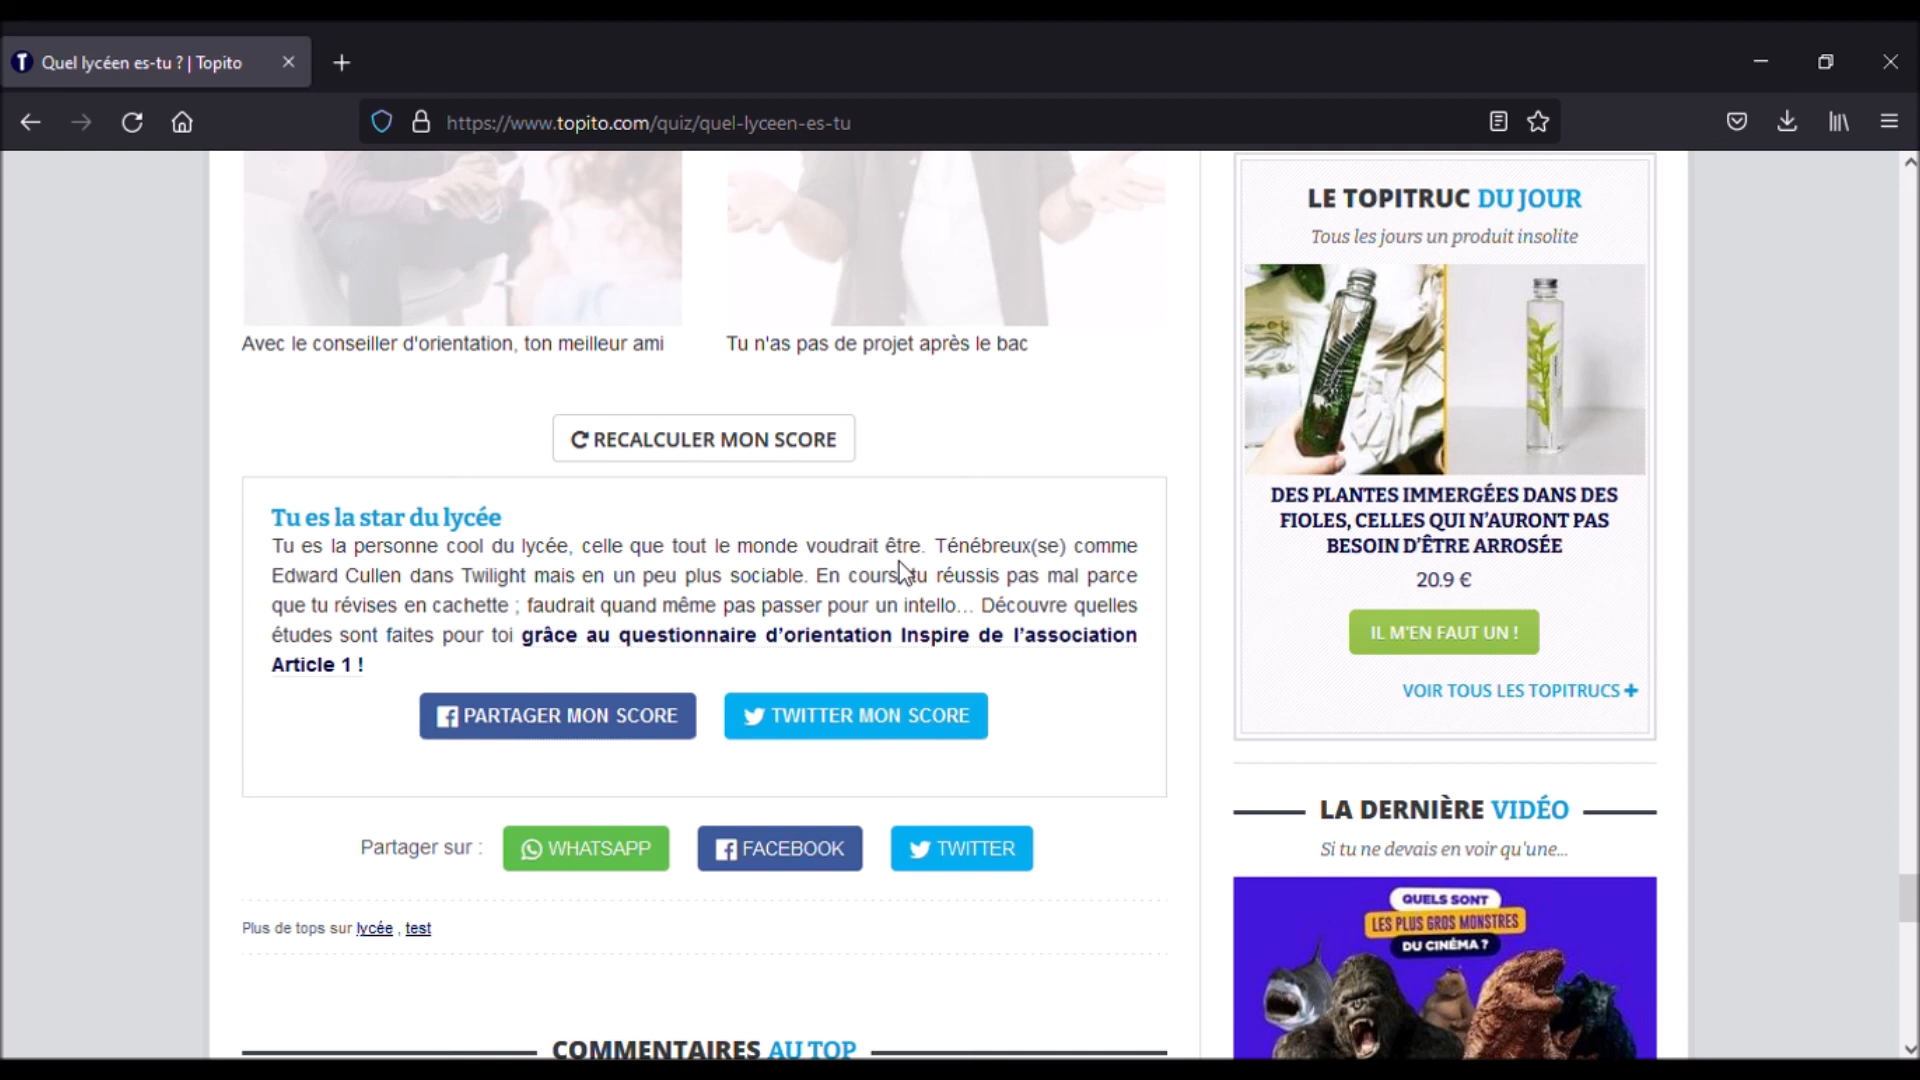 Quel lycéen es-tu ? | Topito
https://www.topito.com/quiz/quel-lyceen-es-tu
Avec le conseiller d'orientation, ton meilleur ami
Tu n'as pas de projet après le bac
RECALCULER MON SCORE
Tu es la star du lycée
Tu es la personne cool du lycée, celle que tout le monde voudrait être. Ténébreux(se) comme
Edward Cullen dans Twilight mais en un peu plus sociable. En cours, tu réussis pas mal parce
que tu révises en cachette ; faudrait quand même pas passer pour un intello… Découvre quelles
études sont faites pour toi grâce au questionnaire d’orientation Inspire de l’association
Article 1 !
PARTAGER MON SCORE
TWITTER MON SCORE
Partager sur :
WHATSAPP
FACEBOOK
TWITTER
Plus de tops sur lycée , test
COMMENTAIRES AU TOP
LE TOPITRUC DU JOUR
Tous les jours un produit insolite
DES PLANTES IMMERGÉES DANS DES
FIOLES, CELLES QUI N’AURONT PAS
BESOIN D’ÊTRE ARROSÉE
20.9 €
IL M'EN FAUT UN !
VOIR TOUS LES TOPITRUCS
LA DERNIÈRE VIDÉO
Si tu ne devais en voir qu'une...
QUELS SONT
LES PLUS GROS MONSTRES
DU CINÉMA ?